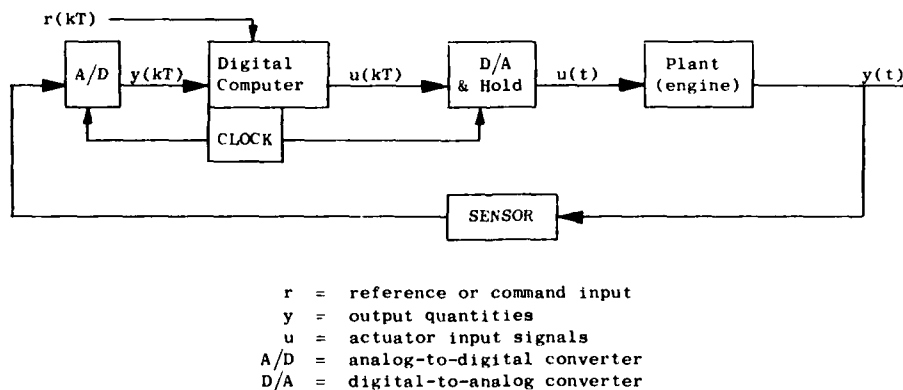 r(kT)
A/D
y(kT)
Digital
Computer
u(kT)
D/A
& Hold
u(t)
Plant
(engine)
y(t)
CLOCK
SENSOR
r = reference or command input
y = output quantities
u = actuator input signals
A/D = analog-to-digital converter
D/A = digital-to-analog converter